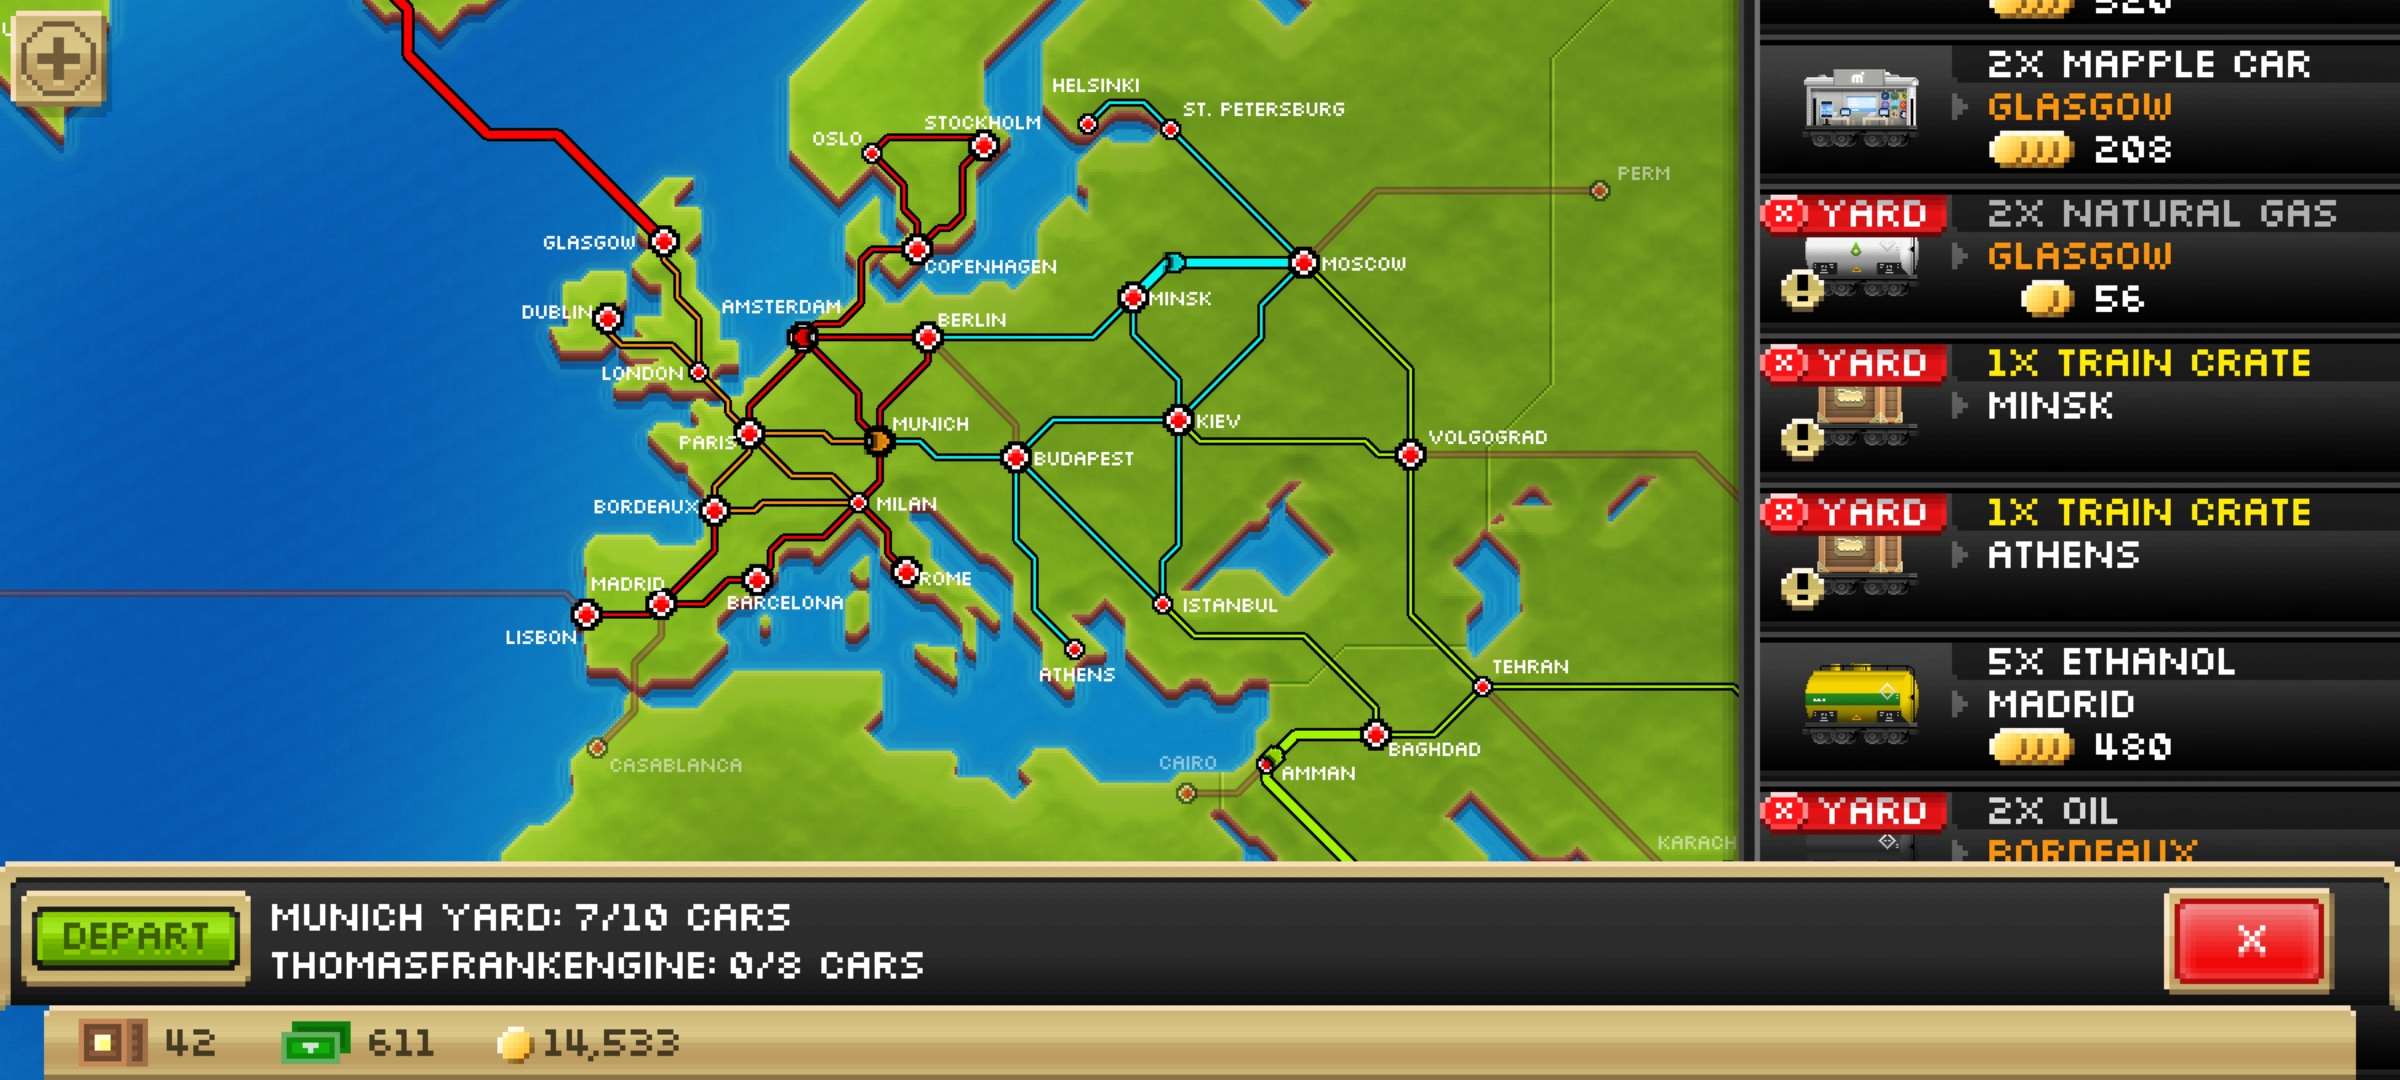 HELSINKI
ST. PETERSBURG
STOCKHOLM
OSLO
PERM
GLASGOW
COPENHAGEN
MOSCOW
MINSK
DUBLIN
AMSTERDAM
BERLIN
LONDON
MUNICH
KIEV
PARIS
BUDAPEST
VOLGOGRAD
BORDEAUX
MILAN
MADRID
ROME
BARCELONA
ISTANBUL
LISBON
ATHENS
TEHRAN
CASABLANCA
CAIRO
BAGHDAD
AMMAN
KARACH
320
2X MAPPLE CAR
GLASGOW
208
YARD
2X NATURAL GAS
GLASGOW
56
YARD
1X TRAIN CRATE
MINSK
YARD
1X TRAIN CRATE
ATHENS
5X ETHANOL
MADRID
480
YARD
2X OIL
BORDEAUX
DEPART
MUNICH YARD: 7/10 CARS
THOMASFRANKENGINE: 0/8 CARS
X
42
611
14,533